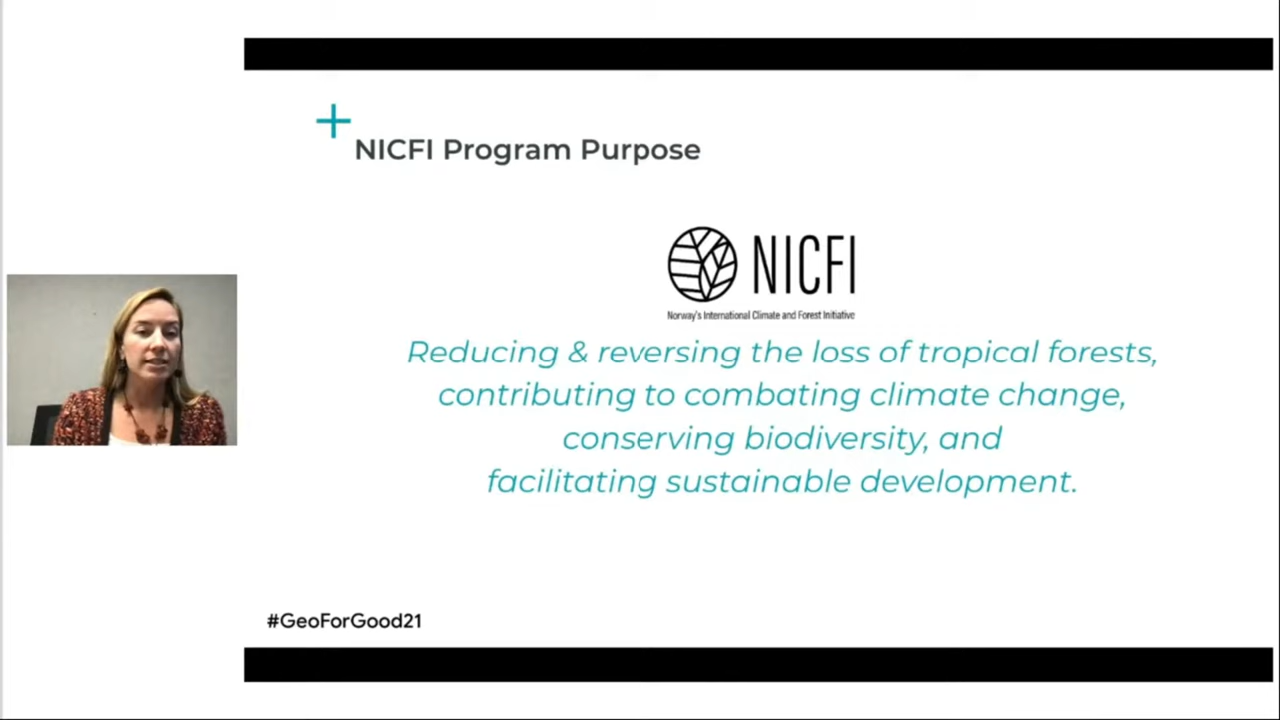 NICFI Program Purpose
NICFI
Norway's International Climate and Forest Initiative
Reducing & reversing the loss of tropical forests,
contributing to combating climate change,
conserving biodiversity, and
facilitating sustainable development.
#GeoForGood21